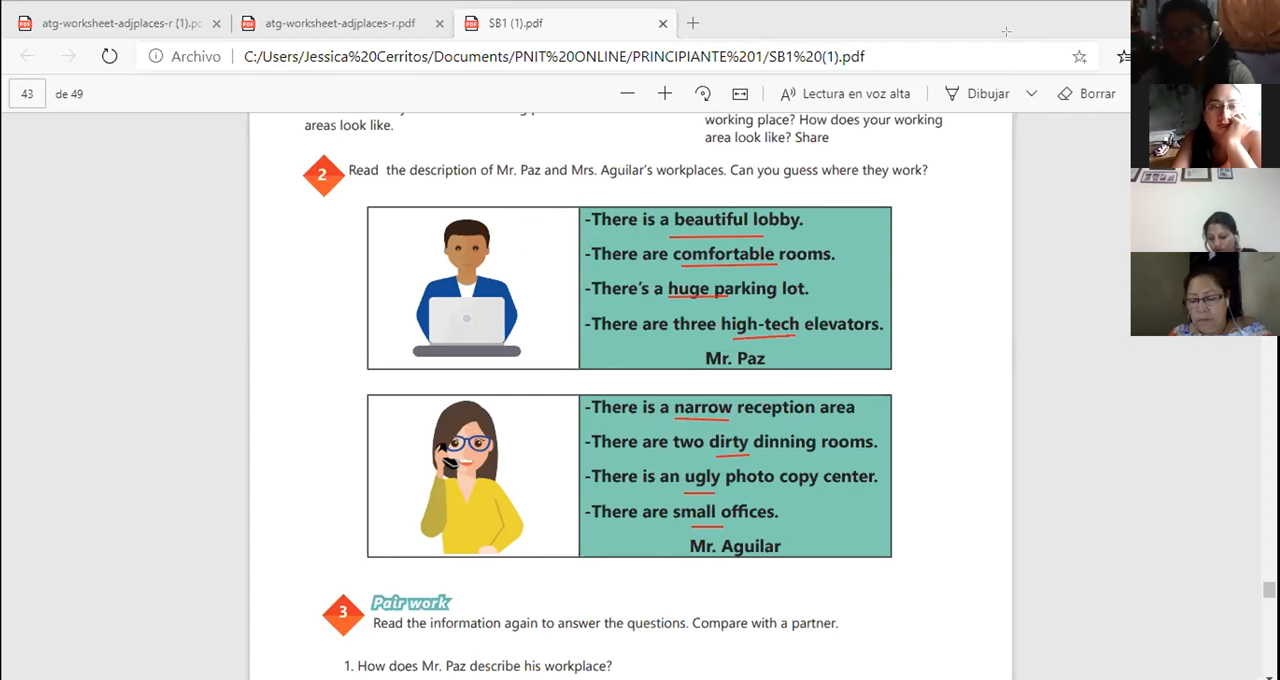 atg-worksheet-adjplaces-r (1).pc
atg-worksheet-adjplaces-r.pdf
SB1 (1).pdf
Archivo
C:/Users/Jessica%20Cerritos/Documents/PNIT%20ONLINE/PRINCIPIANTE%201/SB1%20(1).pdf
43
de 49
Lectura en voz alta
Dibujar
Borrar
areas look like.
working place? How does your working
area look like? Share
2
Read the description of Mr. Paz and Mrs. Aguilar's workplaces. Can you guess where they work?
-There is a beautiful lobby.
-There are comfortable rooms.
-There's a huge parking lot.
-There are three high-tech elevators.
Mr. Paz
-There is a narrow reception area
-There are two dirty dinning rooms.
-There is an ugly photo copy center.
-There are small offices.
Mr. Aguilar
3
Pair work
Read the information again to answer the questions. Compare with a partner.
1. How does Mr. Paz describe his workplace?